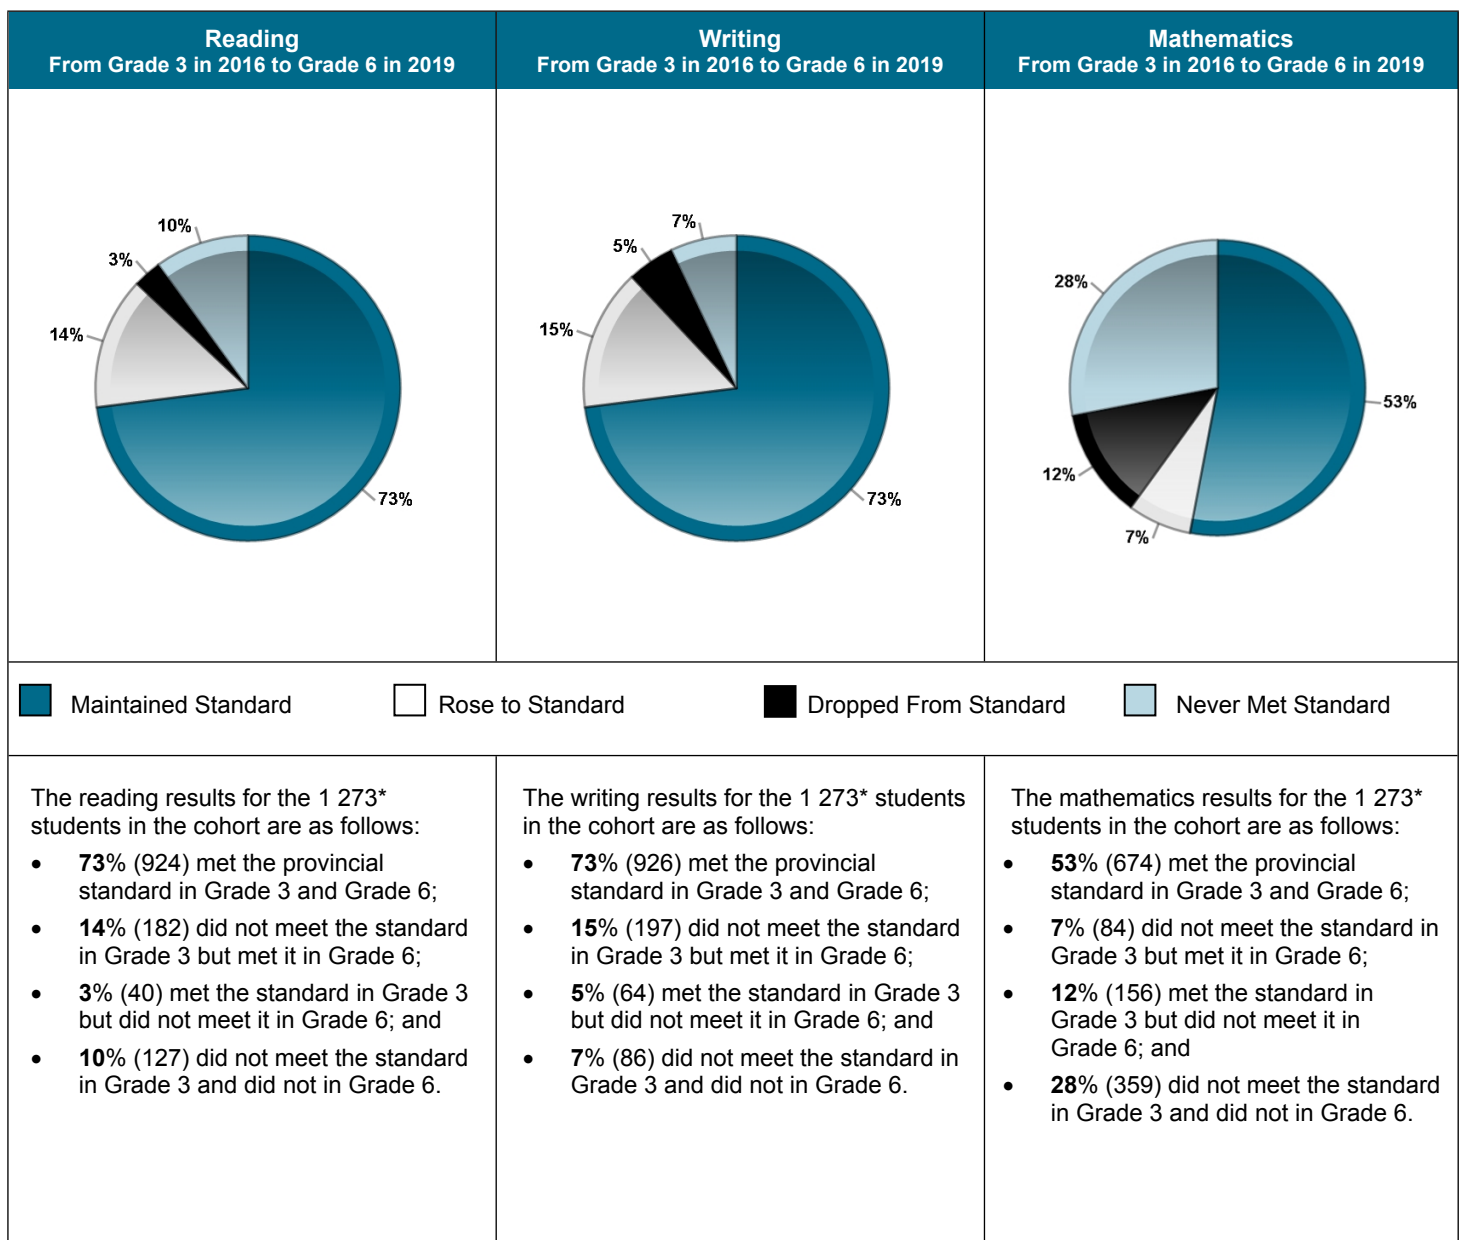 Reading
From Grade 3 in 2016 to Grade 6 in 2019
Writing
From Grade 3 in 2016 to Grade 6 in 2019
Mathematics
From Grade 3 in 2016 to Grade 6 in 2019
10%
3%
14%
73%
7%
5%
15%
73%
28%
53%
12%
7%
Maintained Standard
Rose to Standard
Dropped From Standard
Never Met Standard
The reading results for the 1 273*
students in the cohort are as follows:
• 73% (924) met the provincial
standard in Grade 3 and Grade 6;
• 14% (182) did not meet the standard
in Grade 3 but met it in Grade 6;
• 3% (40) met the standard in Grade 3
but did not meet it in Grade 6; and
• 10% (127) did not meet the standard
in Grade 3 and did not in Grade 6.
The writing results for the 1 273* students
in the cohort are as follows:
• 73% (926) met the provincial
standard in Grade 3 and Grade 6;
• 15% (197) did not meet the standard
in Grade 3 but met it in Grade 6;
• 5% (64) met the standard in Grade 3
but did not meet it in Grade 6; and
• 7% (86) did not meet the standard in
Grade 3 and did not in Grade 6.
The mathematics results for the 1 273*
students in the cohort are as follows:
• 53% (674) met the provincial
standard in Grade 3 and Grade 6;
• 7% (84) did not meet the standard in
Grade 3 but met it in Grade 6;
• 12% (156) met the standard in
Grade 3 but did not meet it in
Grade 6; and
• 28% (359) did not meet the standard
in Grade 3 and did not in Grade 6.